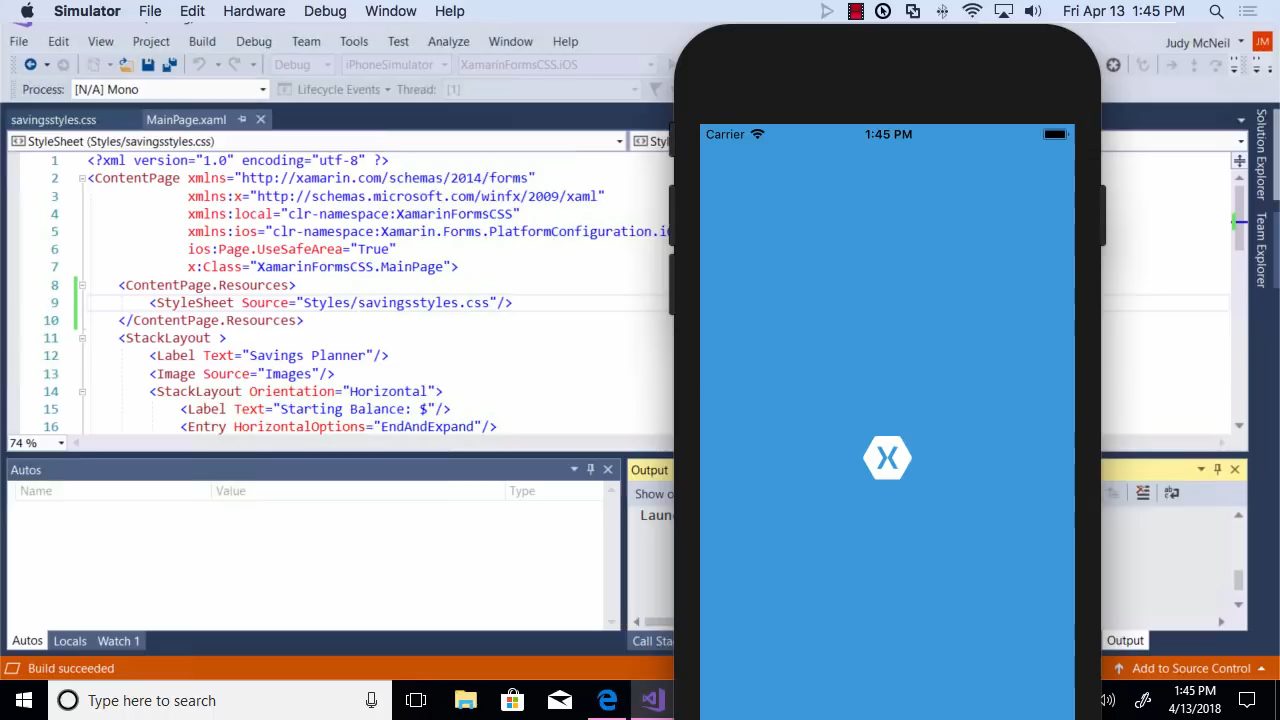 Simulator File Edit Hardware Debug Window Help Fri Apr 13 1:45 PM
File Edit View Project Build Debug Team Tools Test Analyze Window Help Judy McNeil JM
Debug iPhoneSimulator XamarinFormsCSS.iOS
Process: [N/A] Mono Lifecycle Events Thread: [1]
savingsstyles.css MainPage.xaml
StyleSheet (Styles/savingsstyles.css)
Carrier 1:45 PM
1 <?xml version="1.0" encoding="utf-8" ?>
2 <ContentPage xmlns="http://xamarin.com/schemas/2014/forms"
3 xmlns:x="http://schemas.microsoft.com/winfx/2009/xaml"
4 xmlns:local="clr-namespace:XamarinFormsCSS"
5 xmlns:ios="clr-namespace:Xamarin.Forms.PlatformConfiguration.i
6 ios:Page.UseSafeArea="True"
7 x:Class="XamarinFormsCSS.MainPage">
8 <ContentPage.Resources>
9 <StyleSheet Source="Styles/savingsstyles.css"/>
10 </ContentPage.Resources>
11 <StackLayout >
12 <Label Text="Savings Planner"/>
13 <Image Source="Images"/>
14 <StackLayout Orientation="Horizontal">
15 <Label Text="Starting Balance: $"/>
16 <Entry HorizontalOptions="EndAndExpand"/>
74 %
Solution Explorer
Team Explorer
Autos
Name Value Type
Autos Locals Watch 1
Output
Show o
Laun
Call Sta
Output
Build succeeded
Add to Source Control
Type here to search
1:45 PM
4/13/2018